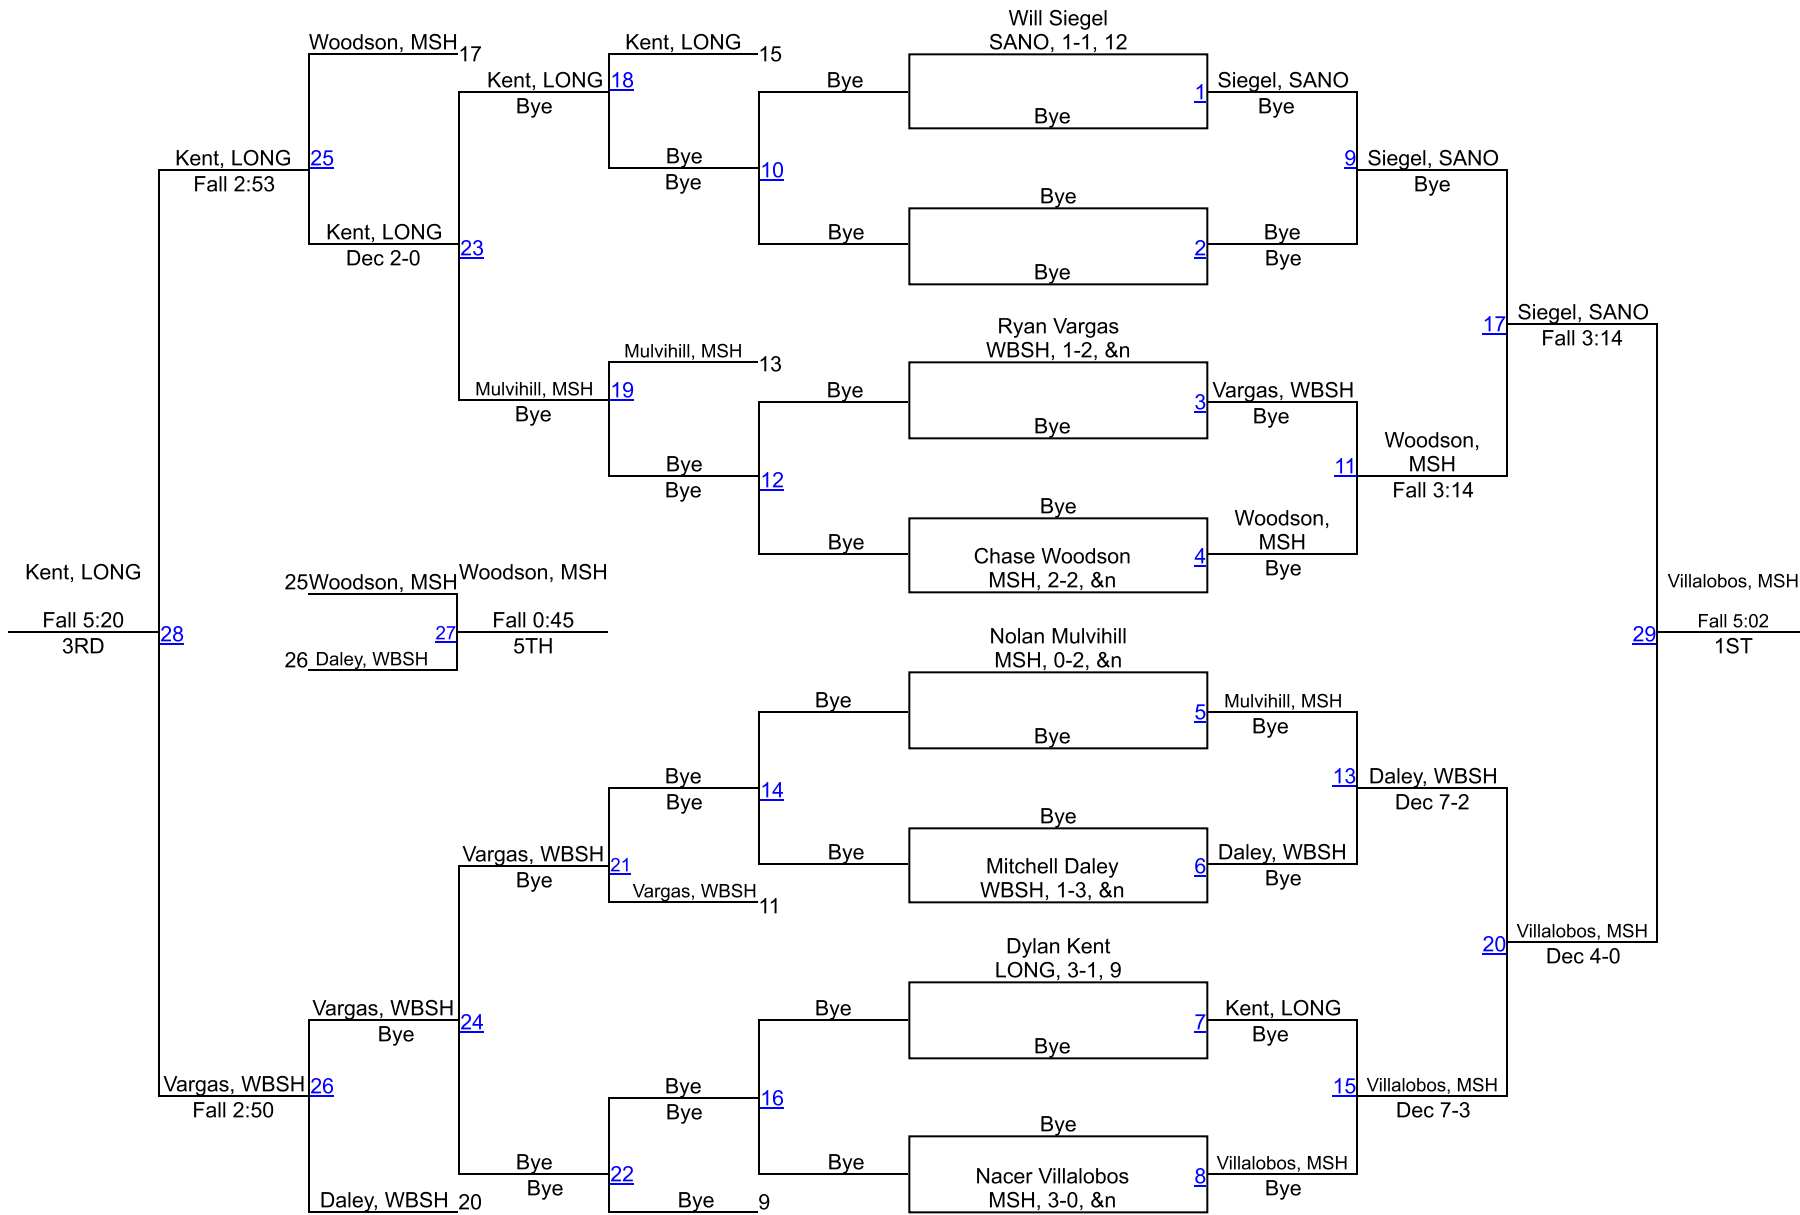 Will Siegel
SANO, 1-1, 12
Woodson, MSH 17
Kent, LONG 15
Kent, LONG 18
Bye
Bye
1 Siegel, SANO
Bye
Bye
Kent, LONG 25
Fall 2:53
Bye
Bye 10
9 Siegel, SANO
Bye
Bye
Kent, LONG
Dec 2-0
23
Bye
2 Bye
Bye
Bye
Ryan Vargas
WBSH, 1-2, &n
17 Siegel, SANO
Fall 3:14
Mulvihill, MSH 13
Mulvihill, MSH 19
Bye
Bye
3 Vargas, WBSH
Bye
Bye
Bye
Bye 12
11 Woodson,
MSH
Fall 3:14
Bye
Bye
Chase Woodson
MSH, 2-2, &n
4 Woodson,
MSH
Bye
Kent, LONG
Fall 5:20
3RD
28
25 Woodson, MSH
26 Daley, WBSH
27
Woodson, MSH
Fall 0:45
5TH
29
Villalobos, MSH
Fall 5:02
1ST
Nolan Mulvihill
MSH, 0-2, &n
Bye
5 Mulvihill, MSH
Bye
Bye
Bye
Bye 14
13 Daley, WBSH
Dec 7-2
Bye
Vargas, WBSH 21
Bye
Bye
Mitchell Daley
WBSH, 1-3, &n
6 Daley, WBSH
Bye
Vargas, WBSH 11
20 Villalobos, MSH
Dec 4-0
Dylan Kent
LONG, 3-1, 9
Vargas, WBSH 24
Bye
Bye
7 Kent, LONG
Bye
Bye
Vargas, WBSH 26
Fall 2:50
Bye
Bye 16
15 Villalobos, MSH
Dec 7-3
Bye
Bye
Bye 22
Bye
Nacer Villalobos
MSH, 3-0, &n
8 Villalobos, MSH
Bye
Daley, WBSH 20
Bye 9